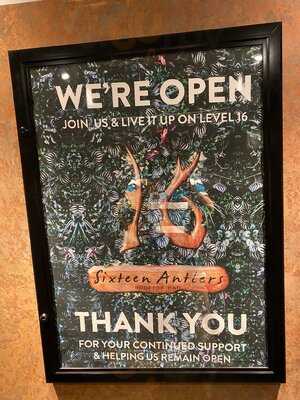 WE'RE OPEN
JOIN US & LIVE IT UP ON LEVEL 16
16
Sixteen Antlers
ROOFTOP BAR
THANK YOU
FOR YOUR CONTINUED SUPPORT
& HELPING US REMAIN OPEN